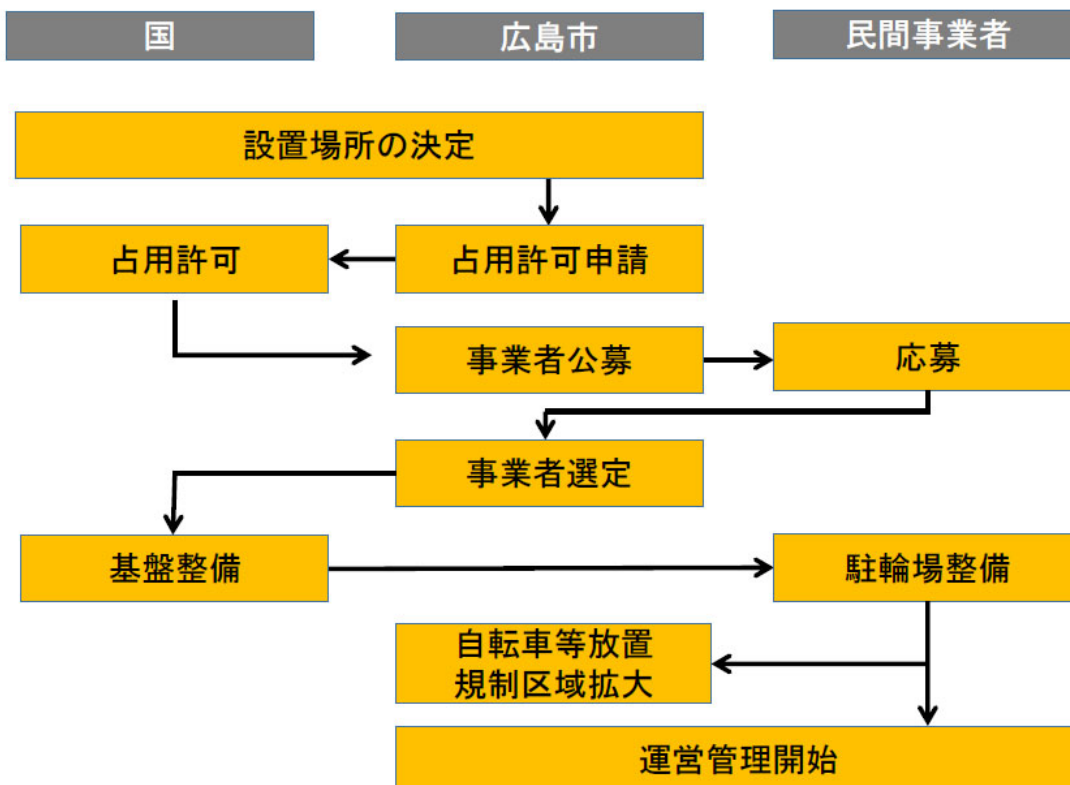 国
広島市
民間事業者
設置場所の決定
占用許可
占用許可申請
事業者公募
応募
事業者選定
基盤整備
駐輪場整備
自転車等放置
規制区域拡大
運営管理開始